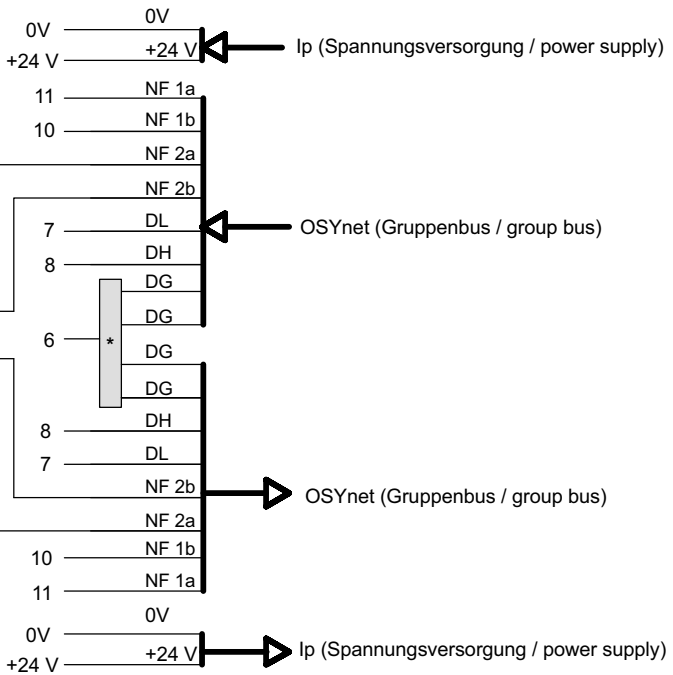 0V 0V
+24 V +24 V Ip (Spannungsversorgung / power supply)
11 NF 1a
10 NF 1b
NF 2a
NF 2b
7 DL OSYnet (Gruppenbus / group bus)
8 DH
DG
DG
6 *
DG
DG
8 DH
7 DL
NF 2b OSYnet (Gruppenbus / group bus)
NF 2a
10 NF 1b
11 NF 1a
0V 0V
+24 V +24 V Ip (Spannungsversorgung / power supply)